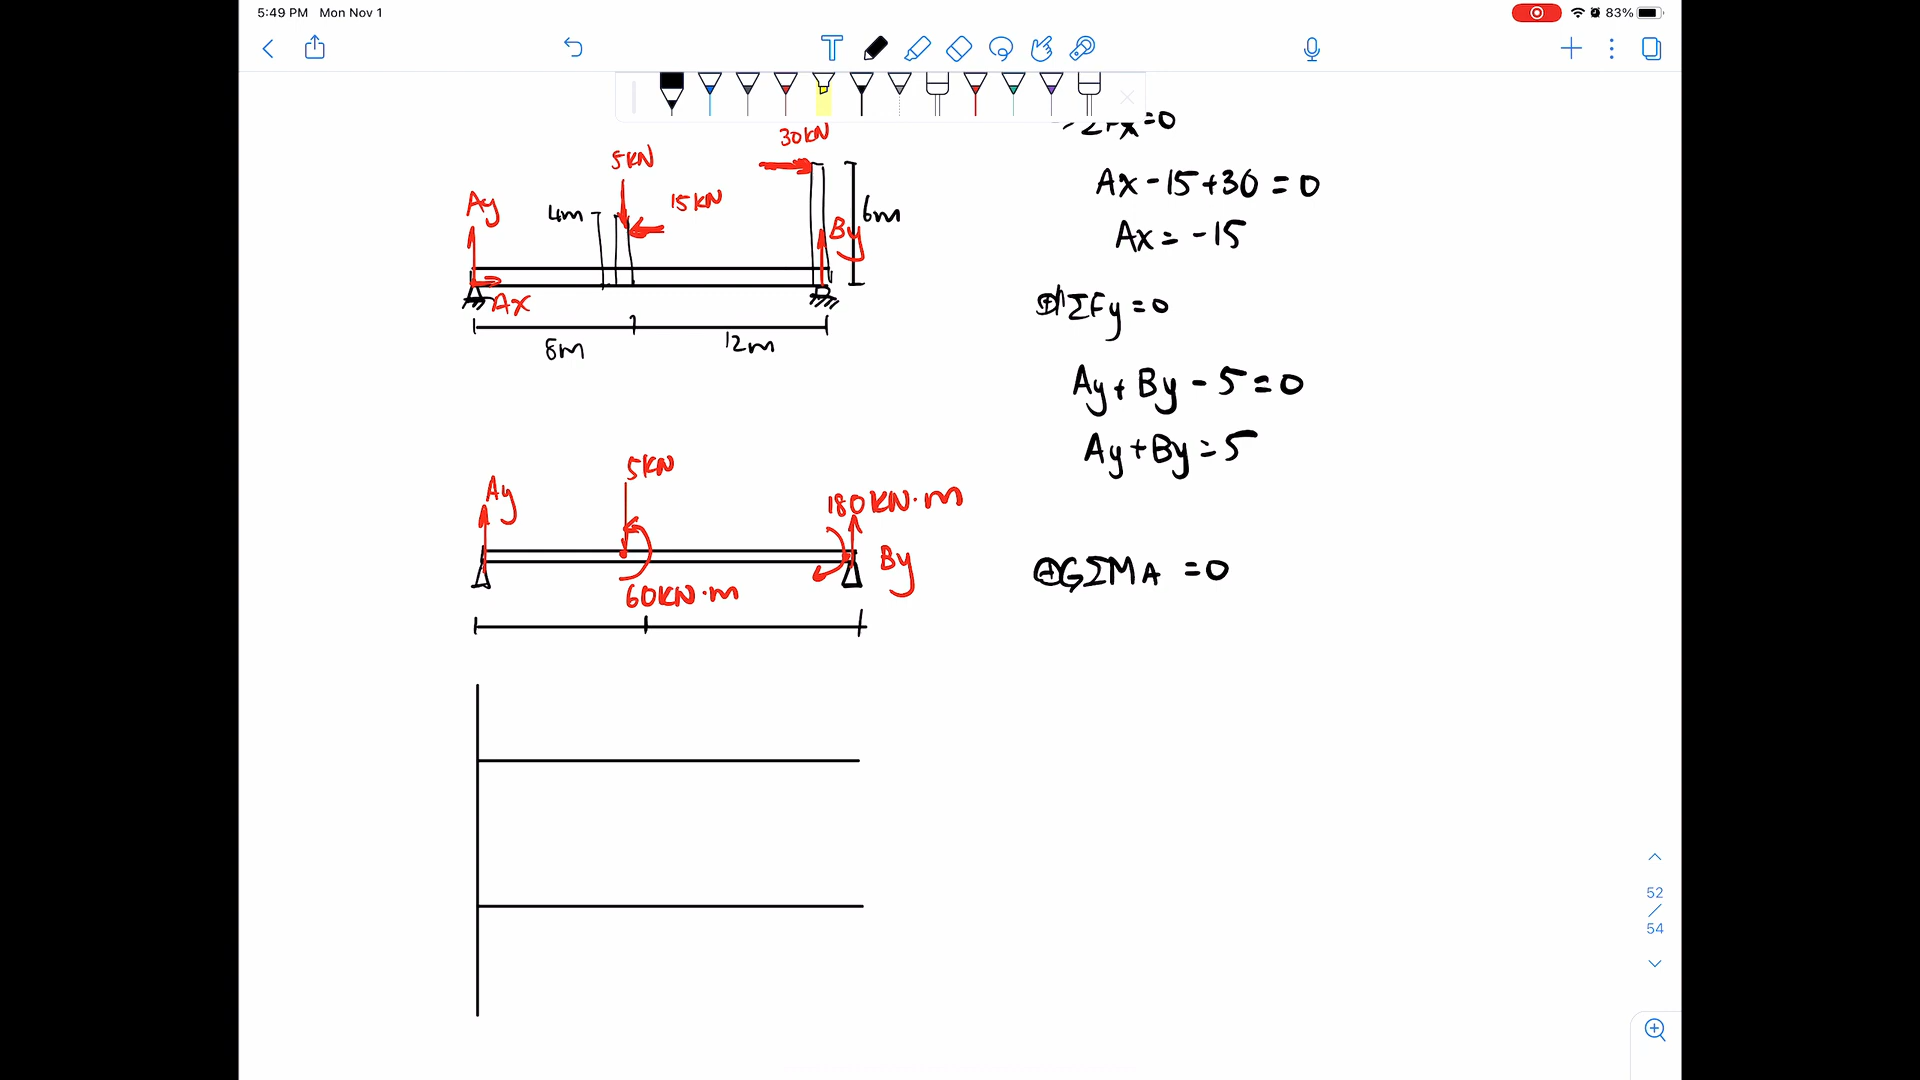 5:49 PM Mon Nov 1
83%
T
30kN
5kN
15kN
Ay
4m
6m
By
Ax
8m
12m
5kN
Ay
180kN·m
By
60kN·m
ΣFx=0
Ax-15+30=0
Ax=-15
+↑ΣFy=0
Ay+By-5=0
Ay+By=5
ΣMA=0
52
/
54